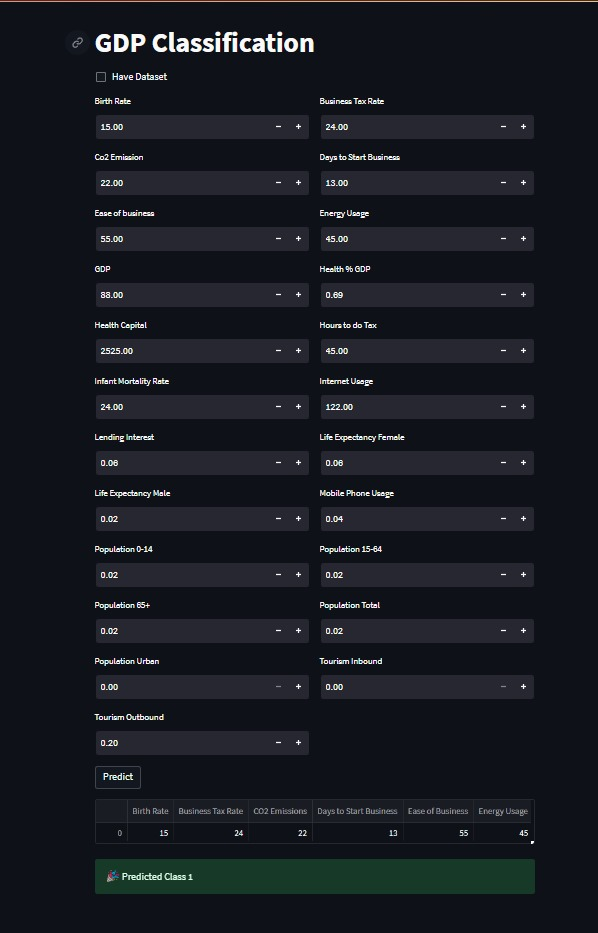 GDP Classification
Have Dataset
Birth Rate Business Tax Rate
15.00 − + 24.00 − +
Co2 Emission Days to Start Business
22.00 − + 13.00 − +
Ease of business Energy Usage
55.00 − + 45.00 − +
GDP Health % GDP
88.00 − + 0.69 − +
Health Capital Hours to do Tax
2525.00 − + 45.00 − +
Infant Mortality Rate Internet Usage
24.00 − + 122.00 − +
Lending Interest Life Expectancy Female
0.06 − + 0.06 − +
Life Expectancy Male Mobile Phone Usage
0.02 − + 0.04 − +
Population 0-14 Population 15-64
0.02 − + 0.02 − +
Population 65+ Population Total
0.02 − + 0.02 − +
Population Urban Tourism Inbound
0.00 − + 0.00 − +
Tourism Outbound
0.20 − +
Predict
Birth Rate Business Tax Rate CO2 Emissions Days to Start Business Ease of Business Energy Usage
0 15 24 22 13 55 45
Predicted Class 1